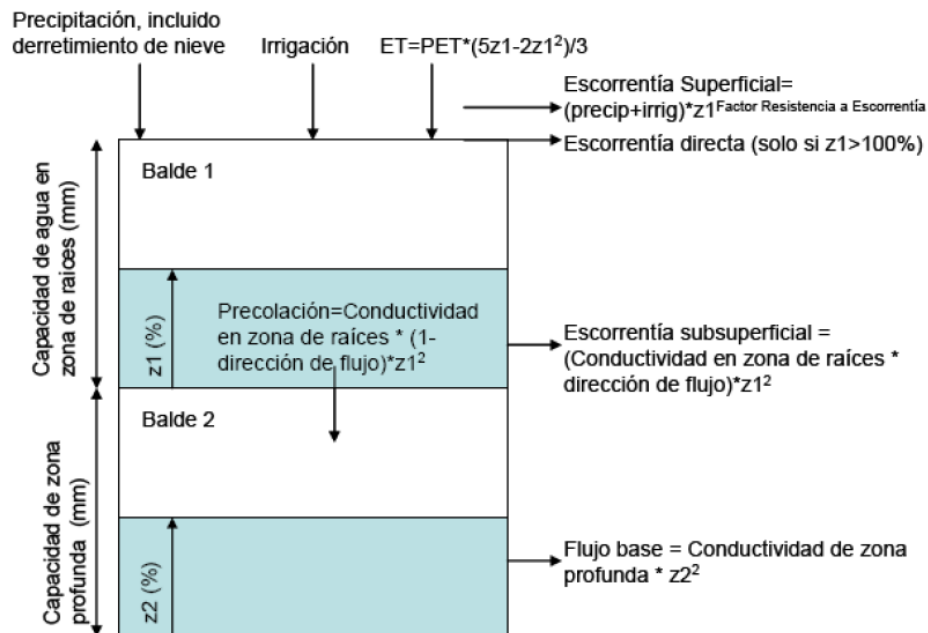 Precipitación, incluido
derretimiento de nieve
Irrigación
ET=PET*(5z1-2z1²)/3
Escorrentía Superficial=
(precip+irrig)*z1^Factor Resistencia a Escorrentía
Escorrentía directa (solo si z1>100%)
Capacidad de agua en
zona de raíces (mm)
Balde 1
z1 (%)
Precolación=Conductividad
en zona de raíces * (1-
dirección de flujo)*z1²
Escorrentía subsuperficial =
(Conductividad en zona de raíces *
dirección de flujo)*z1²
Capacidad de zona
profunda (mm)
Balde 2
z2 (%)
Flujo base = Conductividad de zona
profunda * z2²